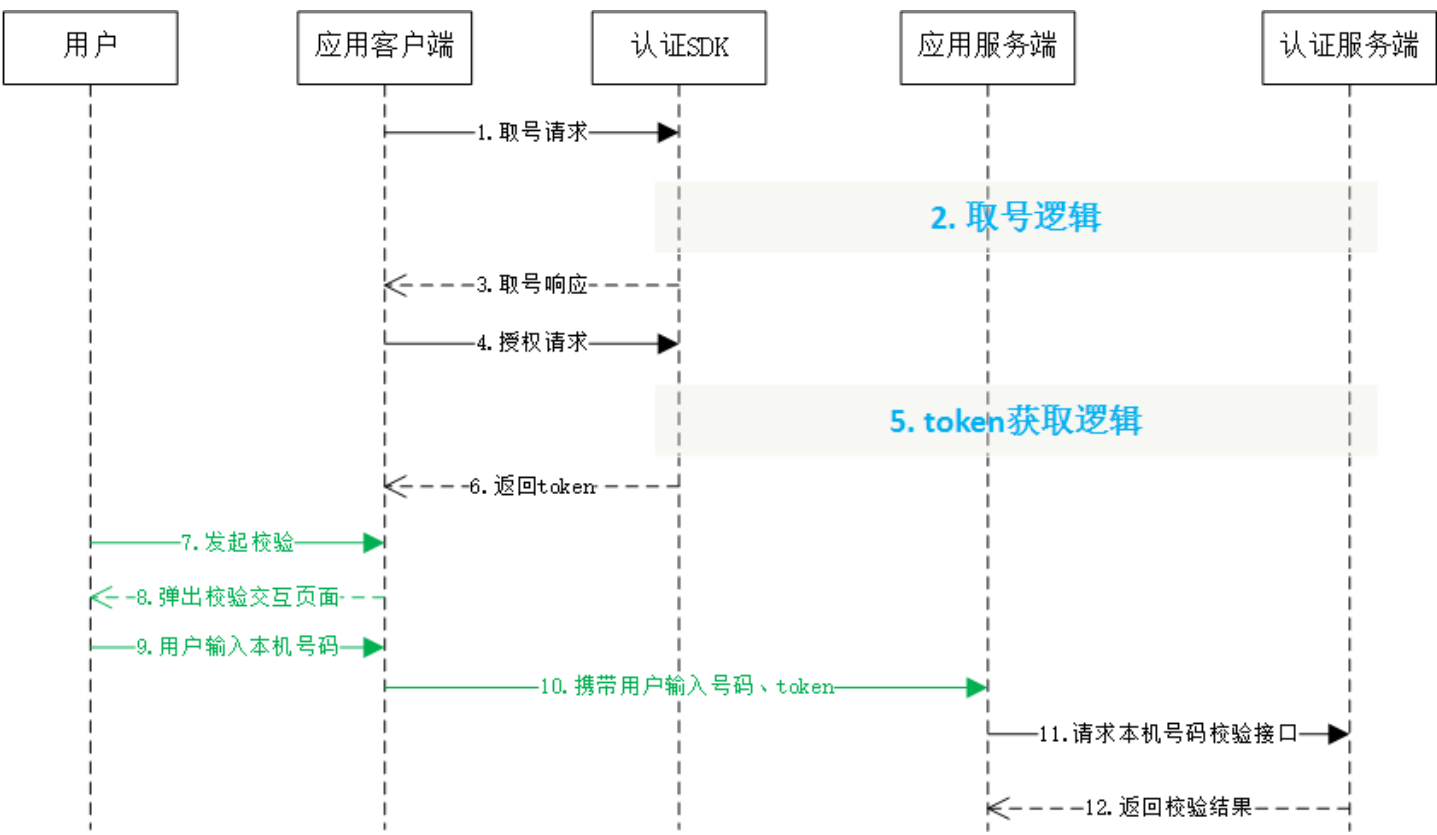 用户
应用客户端
认证SDK
应用服务端
认证服务端
1.取号请求
2. 取号逻辑
3.取号响应
4.授权请求
5. token获取逻辑
6.返回token
7.发起校验
8.弹出校验交互页面
9.用户输入本机号码
10.携带用户输入号码、token
11.请求本机号码校验接口
12.返回校验结果